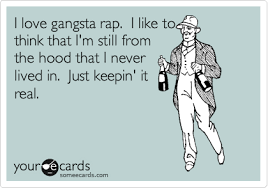 I love gangsta rap.  I like to
think that I'm still from
the hood that I never
lived in.  Just keepin' it
real.
your ecards
someecards.com